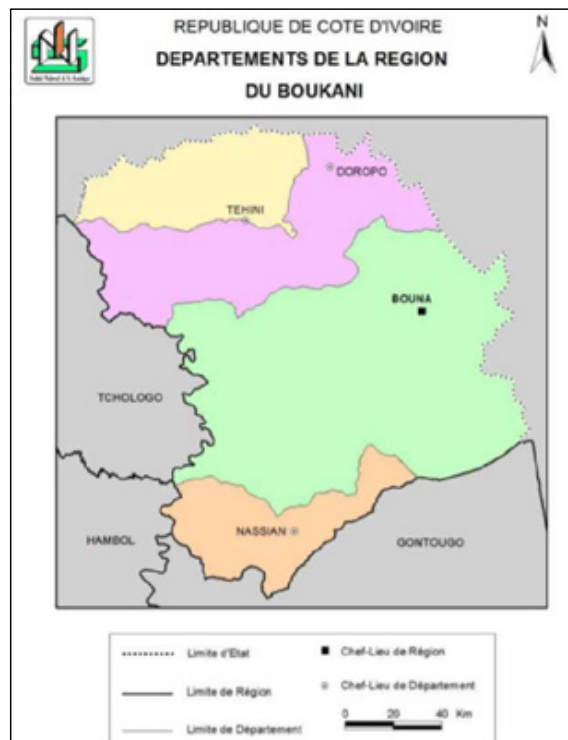 REPUBLIQUE DE COTE D'IVOIRE
DEPARTEMENTS DE LA REGION
DU BOUKANI
N
DOROPO
TEHINI
BOUNA
TCHOLOGO
HAMBOL
NASSIAN
GONTOUGO
Limite d'Etat
Chef-Lieu de Région
Limite de Région
Chef-Lieu de Département
Limite de Département
0 20 40 Km